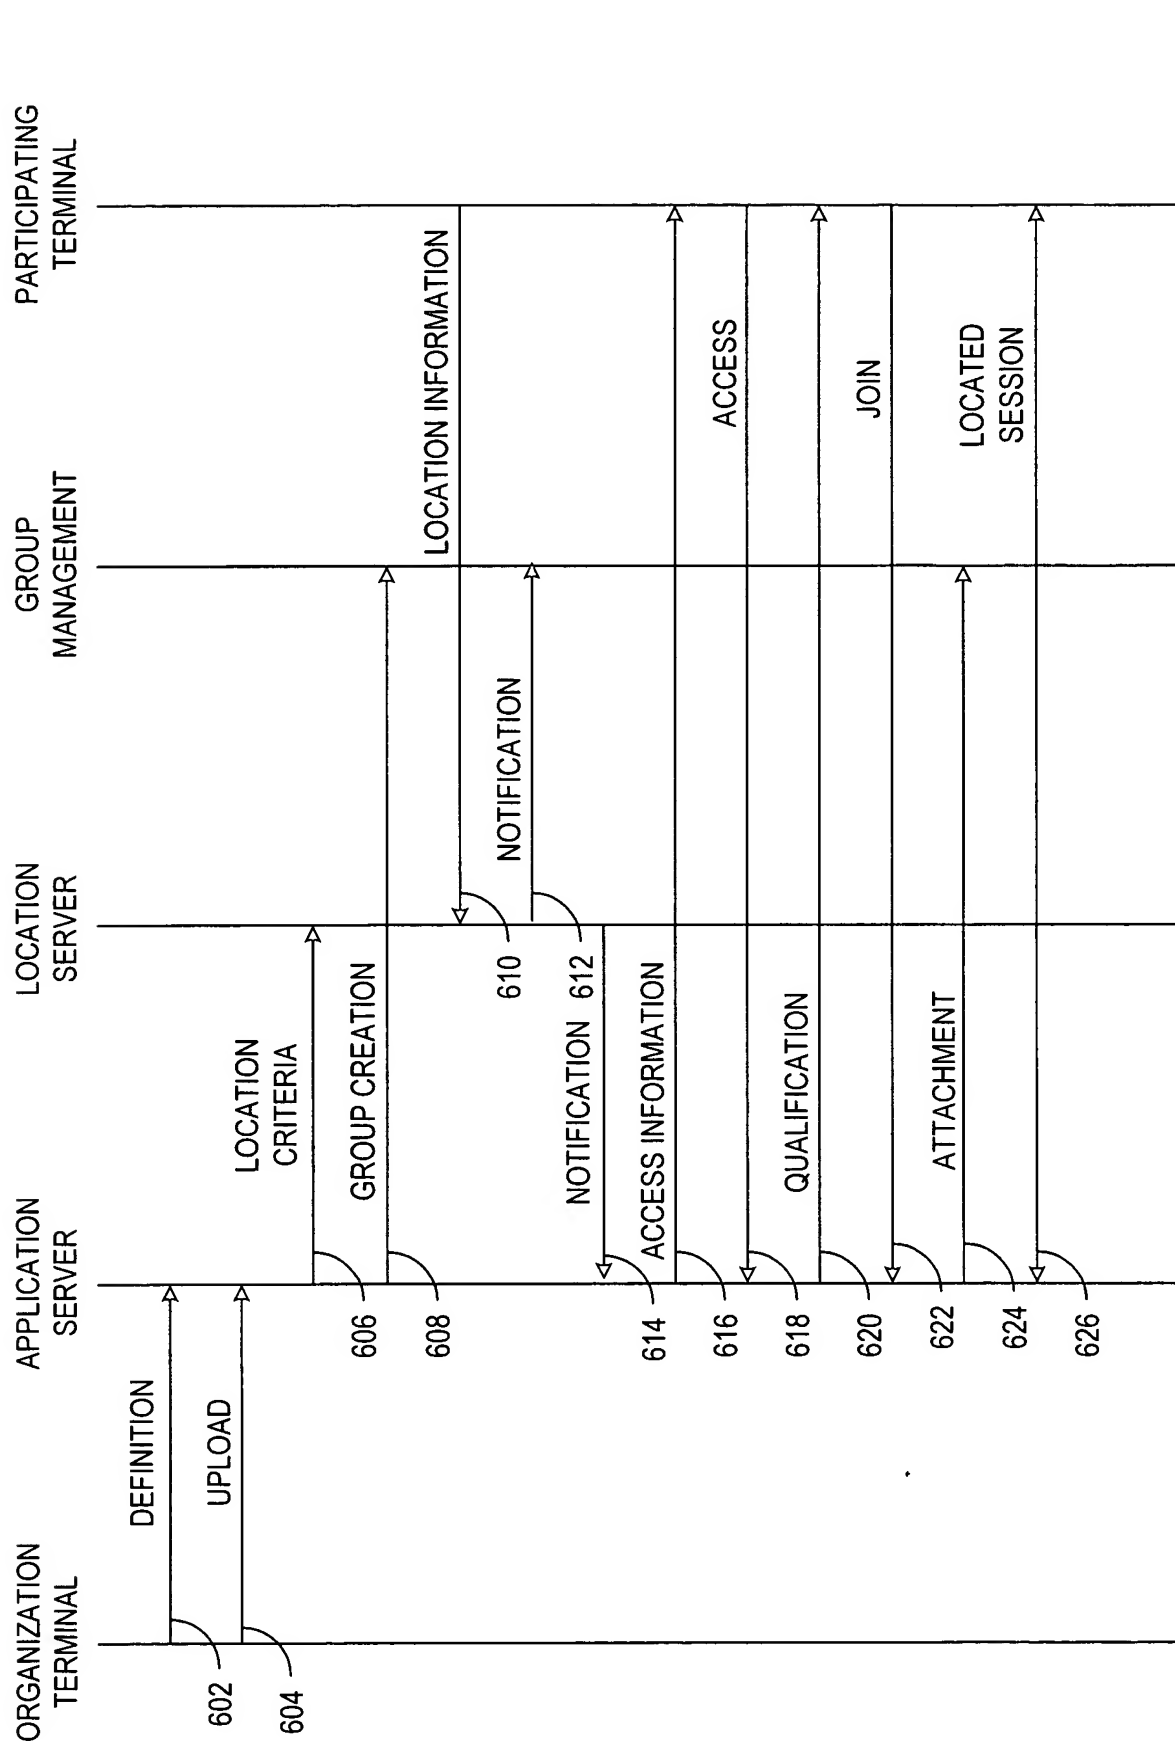 ORGANIZATION
TERMINAL
APPLICATION
SERVER
LOCATION
SERVER
GROUP
MANAGEMENT
PARTICIPATING
TERMINAL
DEFINITION
602
UPLOAD
604
LOCATION
CRITERIA
606
GROUP CREATION
608
LOCATION INFORMATION
610
NOTIFICATION
612
NOTIFICATION
614
ACCESS INFORMATION
616
ACCESS
618
QUALIFICATION
620
JOIN
622
ATTACHMENT
624
LOCATED
SESSION
626